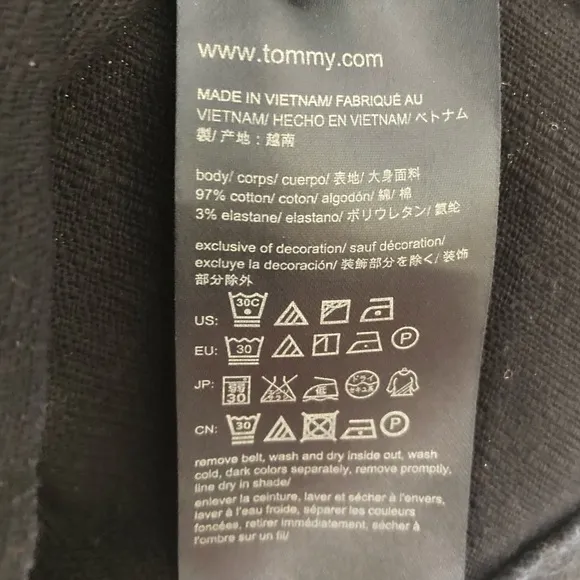 www.tommy.com
MADE IN VIETNAM/ FABRIQUÉ AU
VIETNAM/ HECHO EN VIETNAM/ ベトナム
製/ 产地: 越南
body/ corps/ cuerpo/ 表地/ 大身面料
97% cotton/ coton/ algodón/ 綿/ 棉
3% elastane/ elastano/ ポリウレタン/ 氨纶
exclusive of decoration/ sauf décoration/
excluye la decoración/ 装飾部分を除く/ 装饰
部分除外
US: 30C
EU: 30 P
JP: 30
CN: 30 P
remove belt, wash and dry inside out, wash
cold, dark colors separately, remove promptly,
line dry in shade/
enlever la ceinture, laver et sécher à l'envers,
laver à l'eau froide, séparer les couleurs
foncées, retirer immédiatement, sécher à
l'ombre sur un fil/